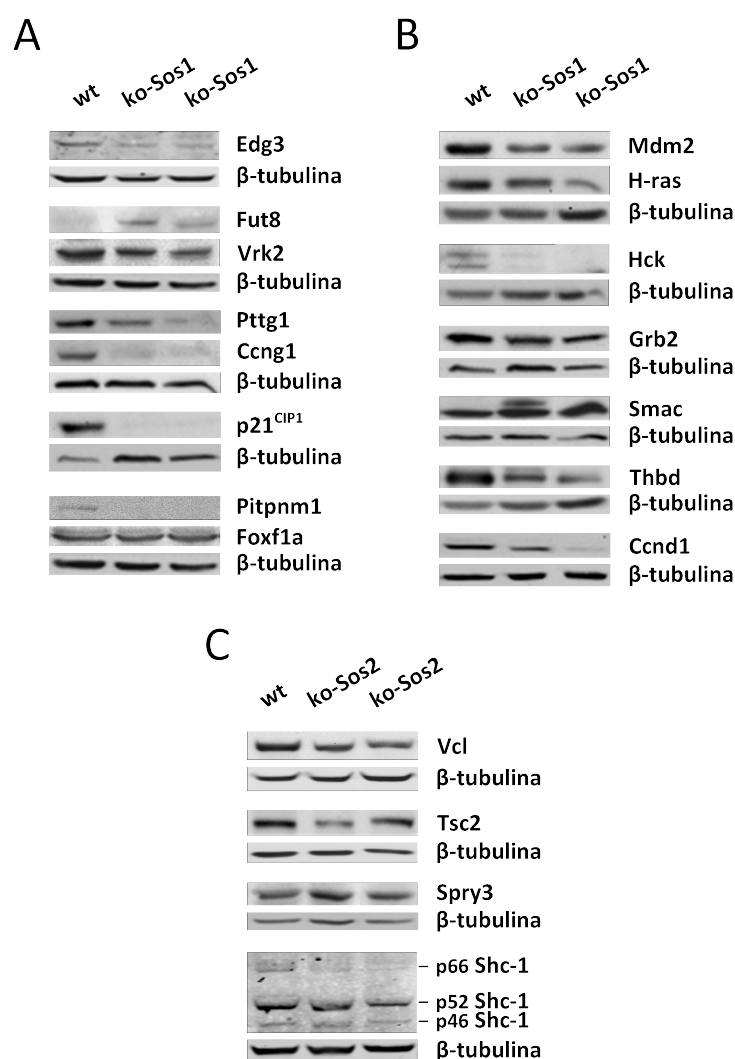 A
wt ko-Sos1 ko-Sos1
Edg3
β-tubulina
Fut8
Vrk2
β-tubulina
Pttg1
Ccng1
β-tubulina
p21CIP1
β-tubulina
Pitpnm1
Foxf1a
β-tubulina
B
wt ko-Sos1 ko-Sos1
Mdm2
H-ras
β-tubulina
Hck
β-tubulina
Grb2
β-tubulina
Smac
β-tubulina
Thbd
β-tubulina
Ccnd1
β-tubulina
C
wt ko-Sos2 ko-Sos2
Vcl
β-tubulina
Tsc2
β-tubulina
Spry3
β-tubulina
– p66 Shc-1
– p52 Shc-1
– p46 Shc-1
β-tubulina